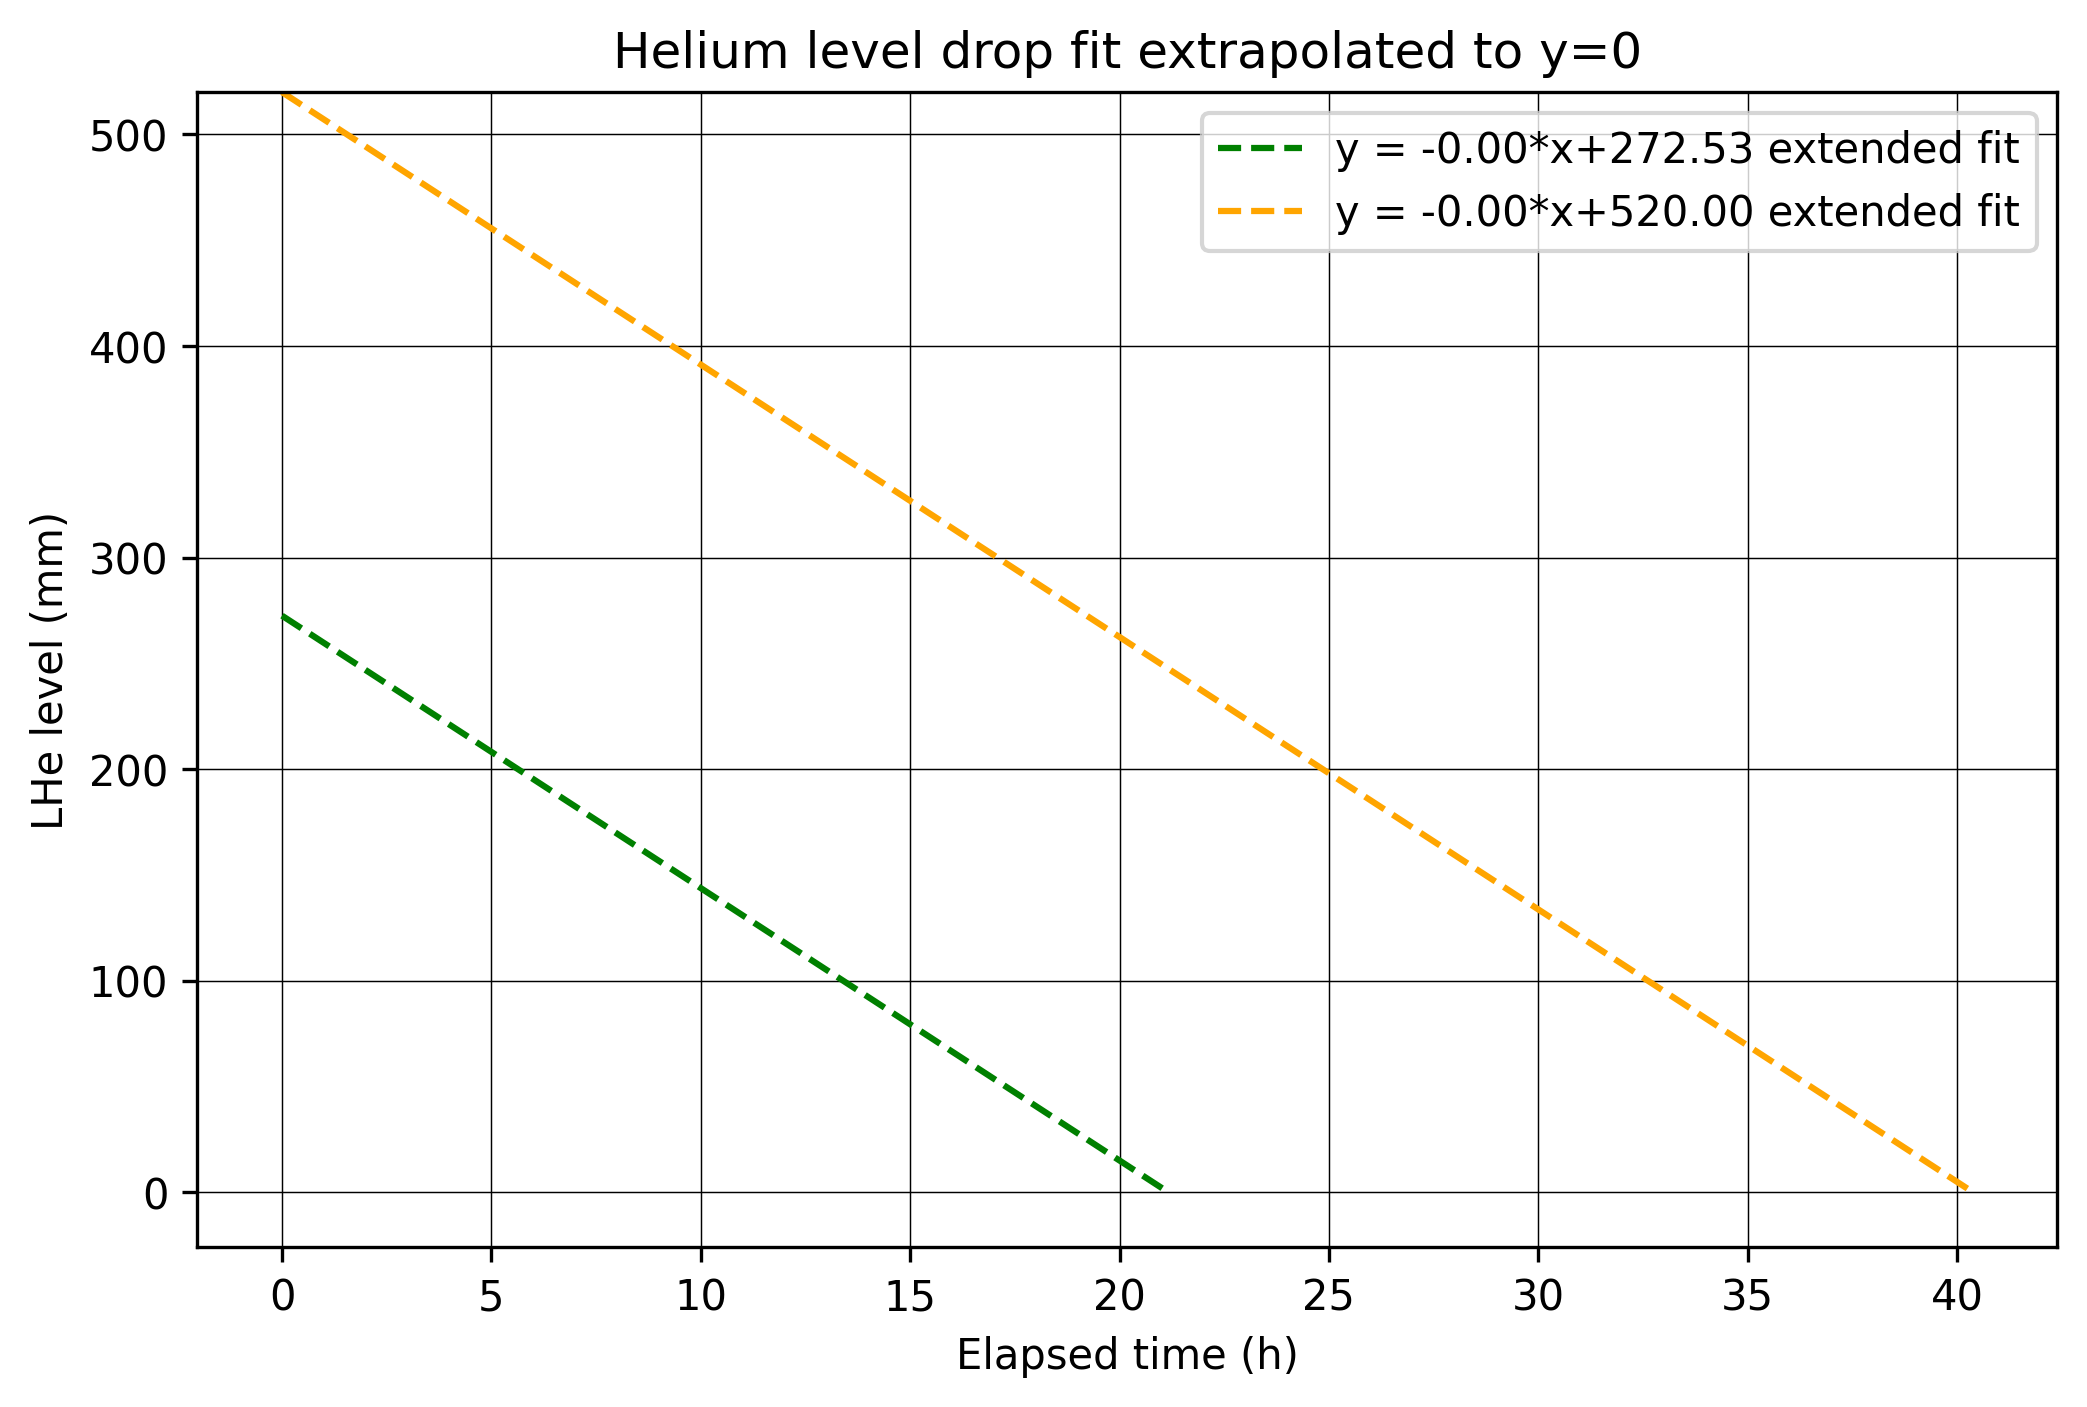 Helium level drop fit extrapolated to y=0
y = -0.00*x+272.53 extended fit
y = -0.00*x+520.00 extended fit
500
400
300
200
100
0
LHe level (mm)
0 5 10 15 20 25 30 35 40
Elapsed time (h)